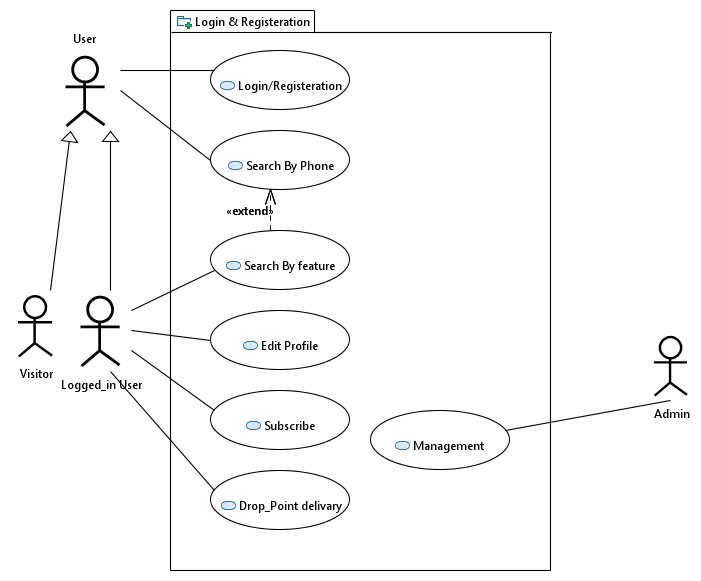 Login & Registeration
User
Login/Registeration
Search By Phone
«extend»
Search By feature
Edit Profile
Visitor
Logged_in User
Subscribe
Admin
Management
Drop_Point delivary